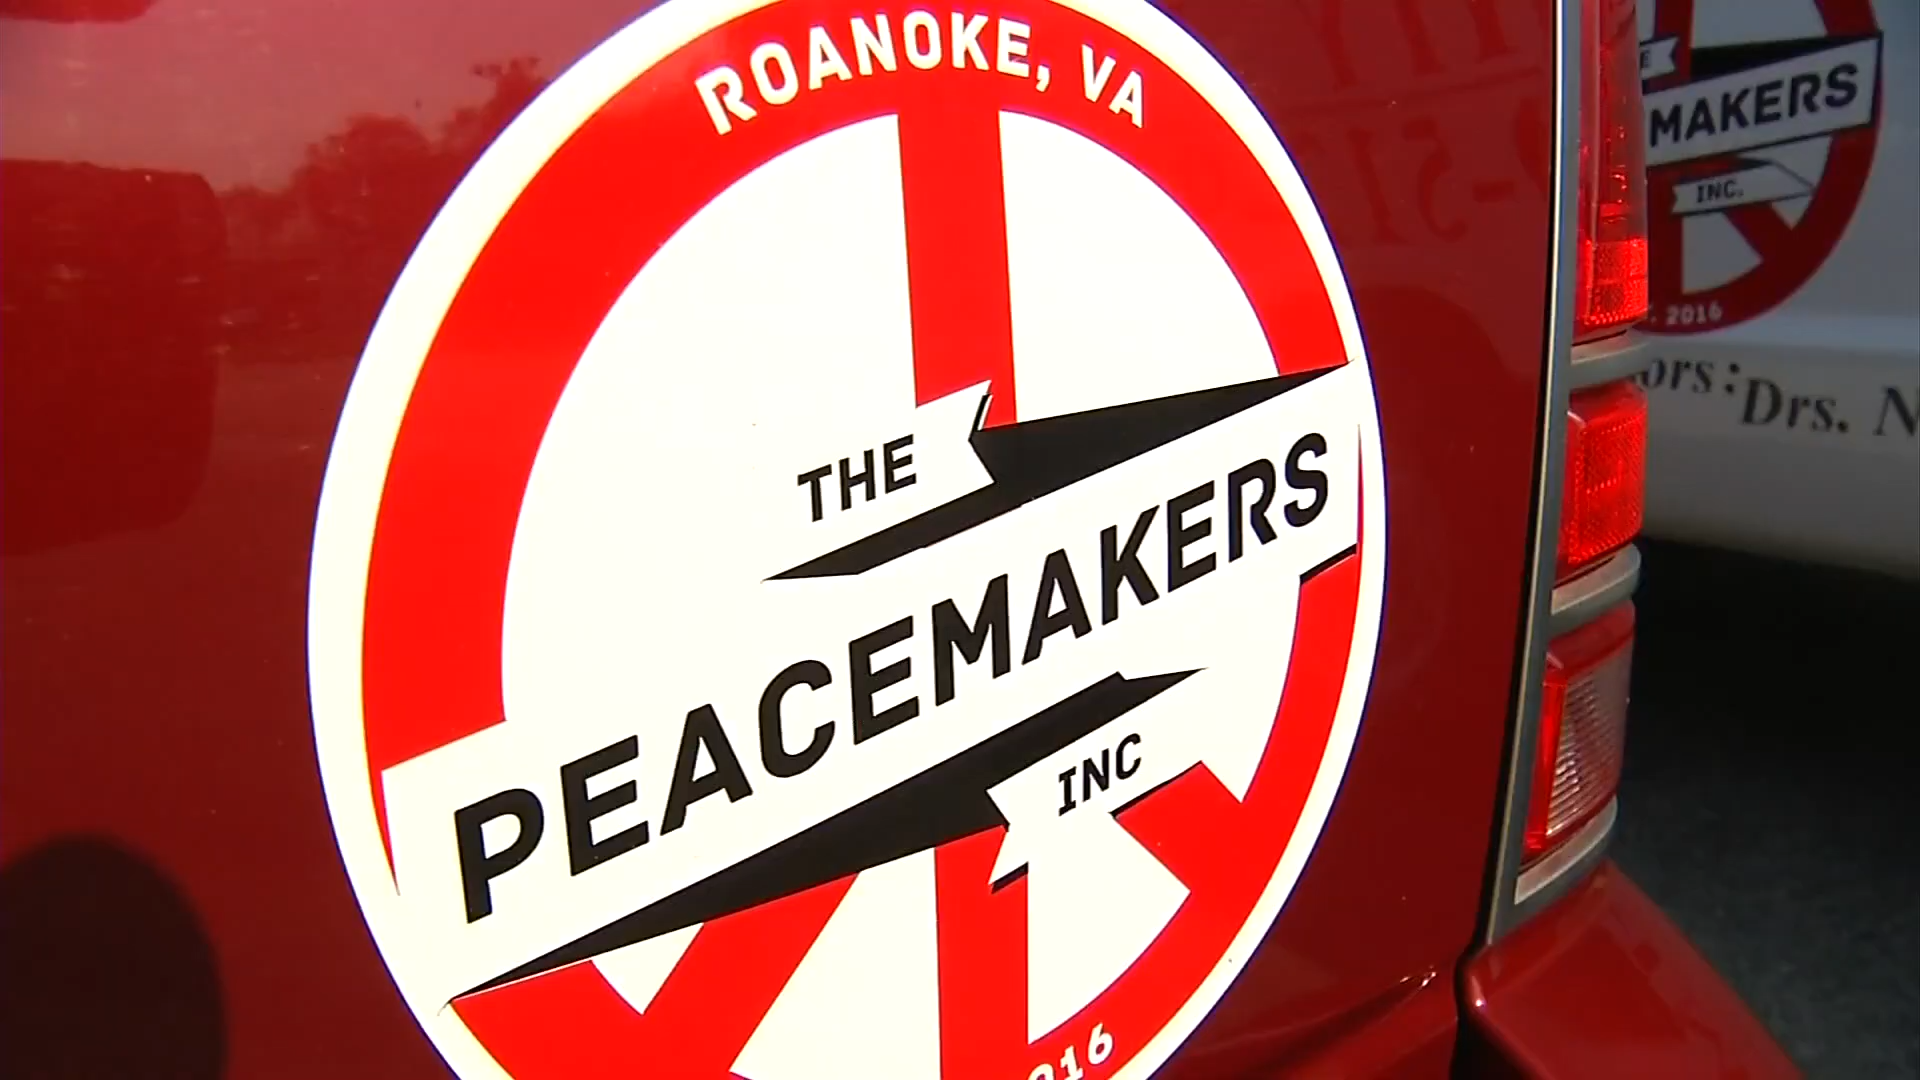 ROANOKE, VA
THE
PEACEMAKERS
INC
MAKERS
INC.
2016
Drs.